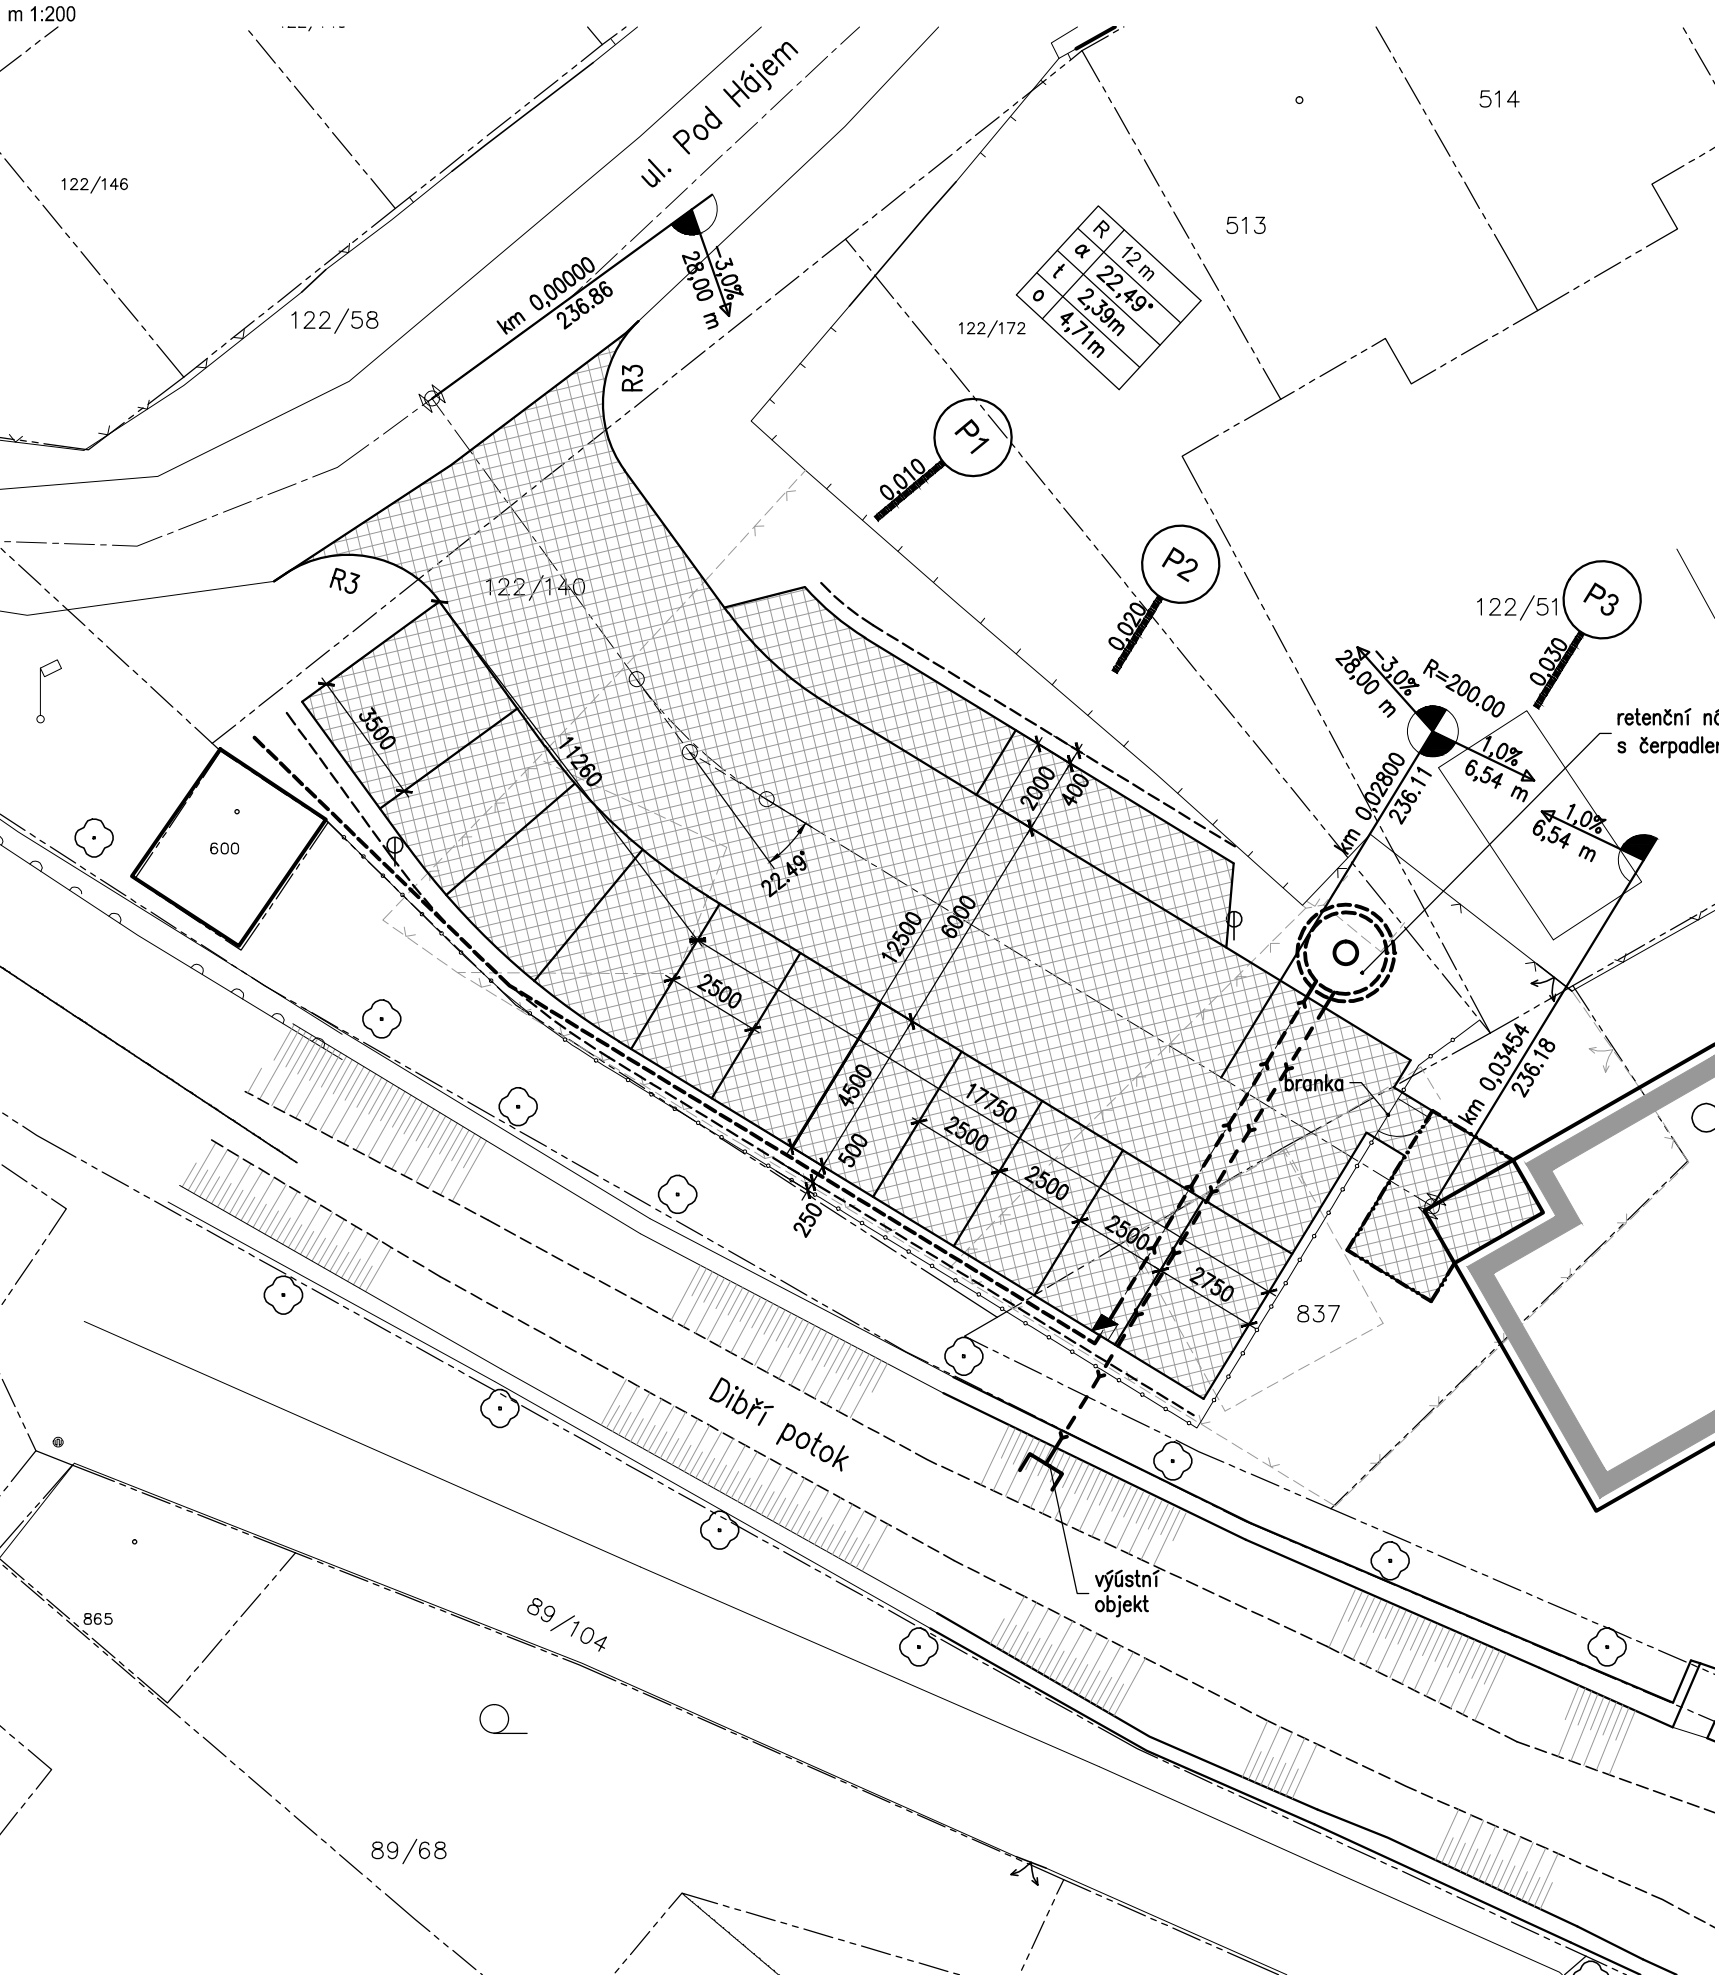 m 1:200
ul. Pod Hájem
514
122/146
513
122/58
km 0,00000
236.86
-3,0%
28,00 m
R 12 m
α 22,49°
t 2,39m
o 4,71m
122/172
R3
P1
0,010
R3
122/140
P2
0,020
122/51
P3
0,030
-3,0%
28,00 m
R=200.00
1,0%
6,54 m
km 0,02800
236.11
1,0%
6,54 m
retenční
s
3500
11260
2000
400
600
22.49°
12500
6000
2500
4500
500
250
17750
2500
2500
2500
2750
branka
km 0,03454
236.18
837
Dibří potok
výústní
objekt
865
89/104
89/68